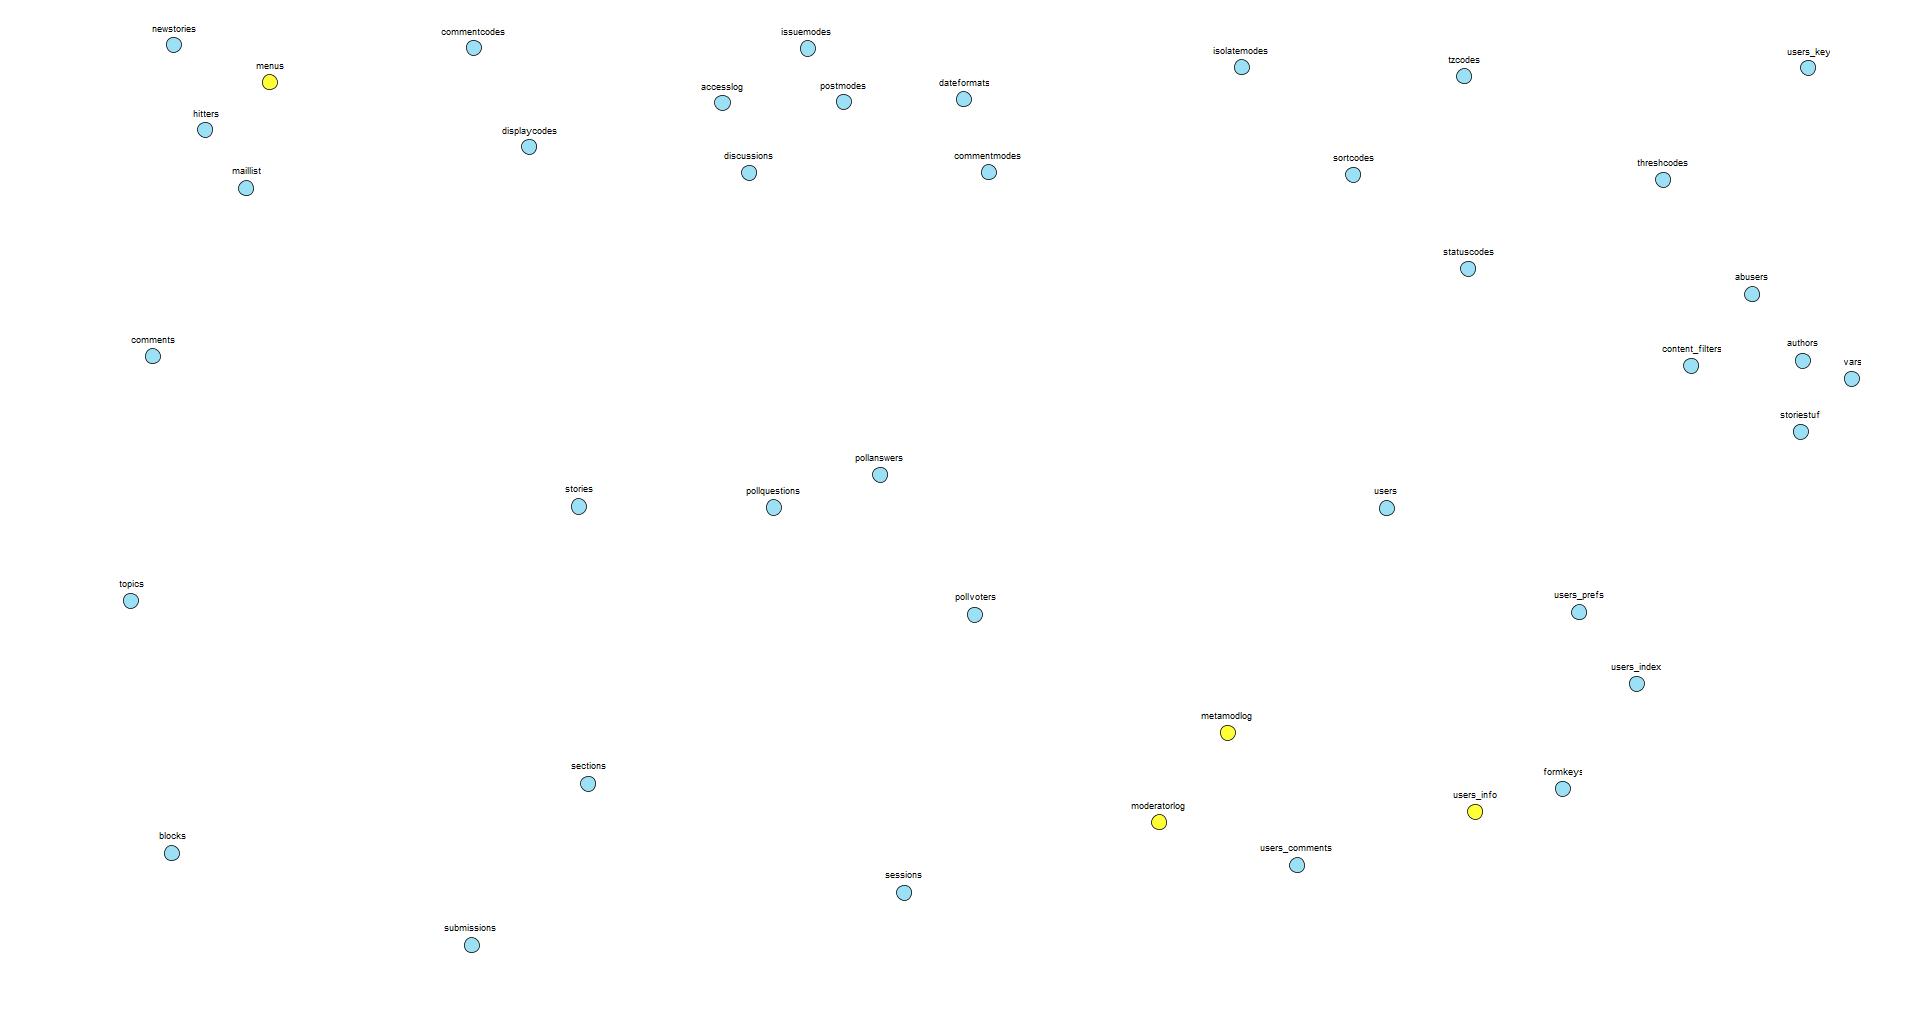 newstories
commentcodes
issuemodes
isolatemodes
tzcodes
users_key
menus
accesslog
postmodes
dateformats
hitters
displaycodes
discussions
commentmodes
sortcodes
threshcodes
maillist
statuscodes
abusers
comments
content_filters
authors
vars
storiestuf
pollanswers
stories
pollquestions
users
topics
pollvoters
users_prefs
users_index
metamodlog
sections
formkeys
users_info
moderatorlog
blocks
users_comments
sessions
submissions